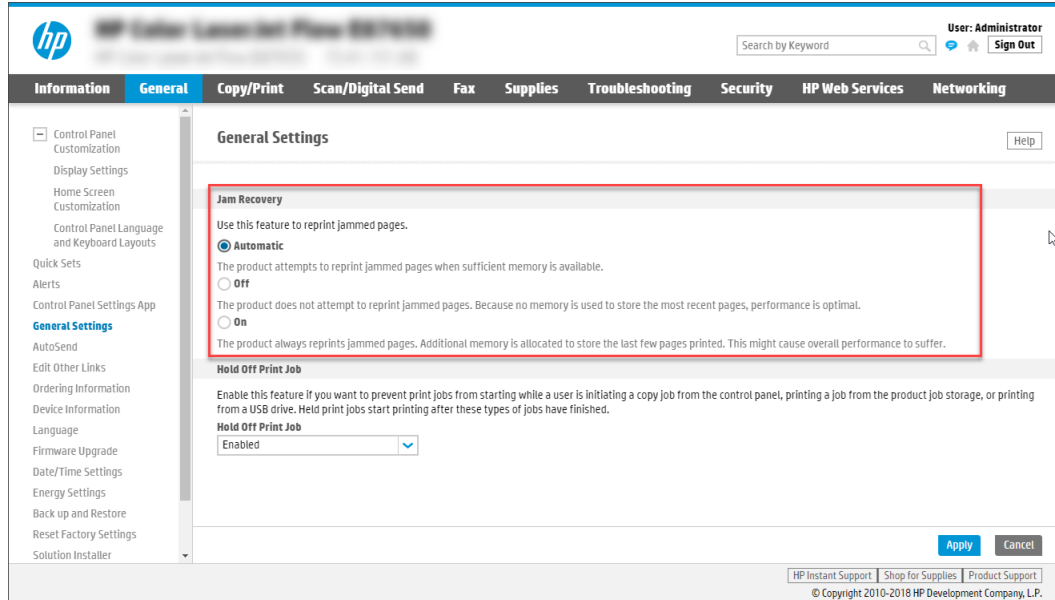 hp
User: Administrator
Search by Keyword
Sign Out
Information General Copy/Print Scan/Digital Send Fax Supplies Troubleshooting Security HP Web Services Networking
Control Panel
Customization
Display Settings
Home Screen
Customization
Control Panel Language
and Keyboard Layouts
Quick Sets
Alerts
Control Panel Settings App
General Settings
AutoSend
Edit Other Links
Ordering Information
Device Information
Language
Firmware Upgrade
Date/Time Settings
Energy Settings
Back up and Restore
Reset Factory Settings
Solution Installer
General Settings
Help
Jam Recovery
Use this feature to reprint jammed pages.
Automatic
The product attempts to reprint jammed pages when sufficient memory is available.
Off
The product does not attempt to reprint jammed pages. Because no memory is used to store the most recent pages, performance is optimal.
On
The product always reprints jammed pages. Additional memory is allocated to store the last few pages printed. This might cause overall performance to suffer.
Hold Off Print Job
Enable this feature if you want to prevent print jobs from starting while a user is initiating a copy job from the control panel, printing a job from the product job storage, or printing
from a USB drive. Held print jobs start printing after these types of jobs have finished.
Hold Off Print Job
Enabled
Apply Cancel
HP Instant Support Shop for Supplies Product Support
© Copyright 2010-2018 HP Development Company, L.P.